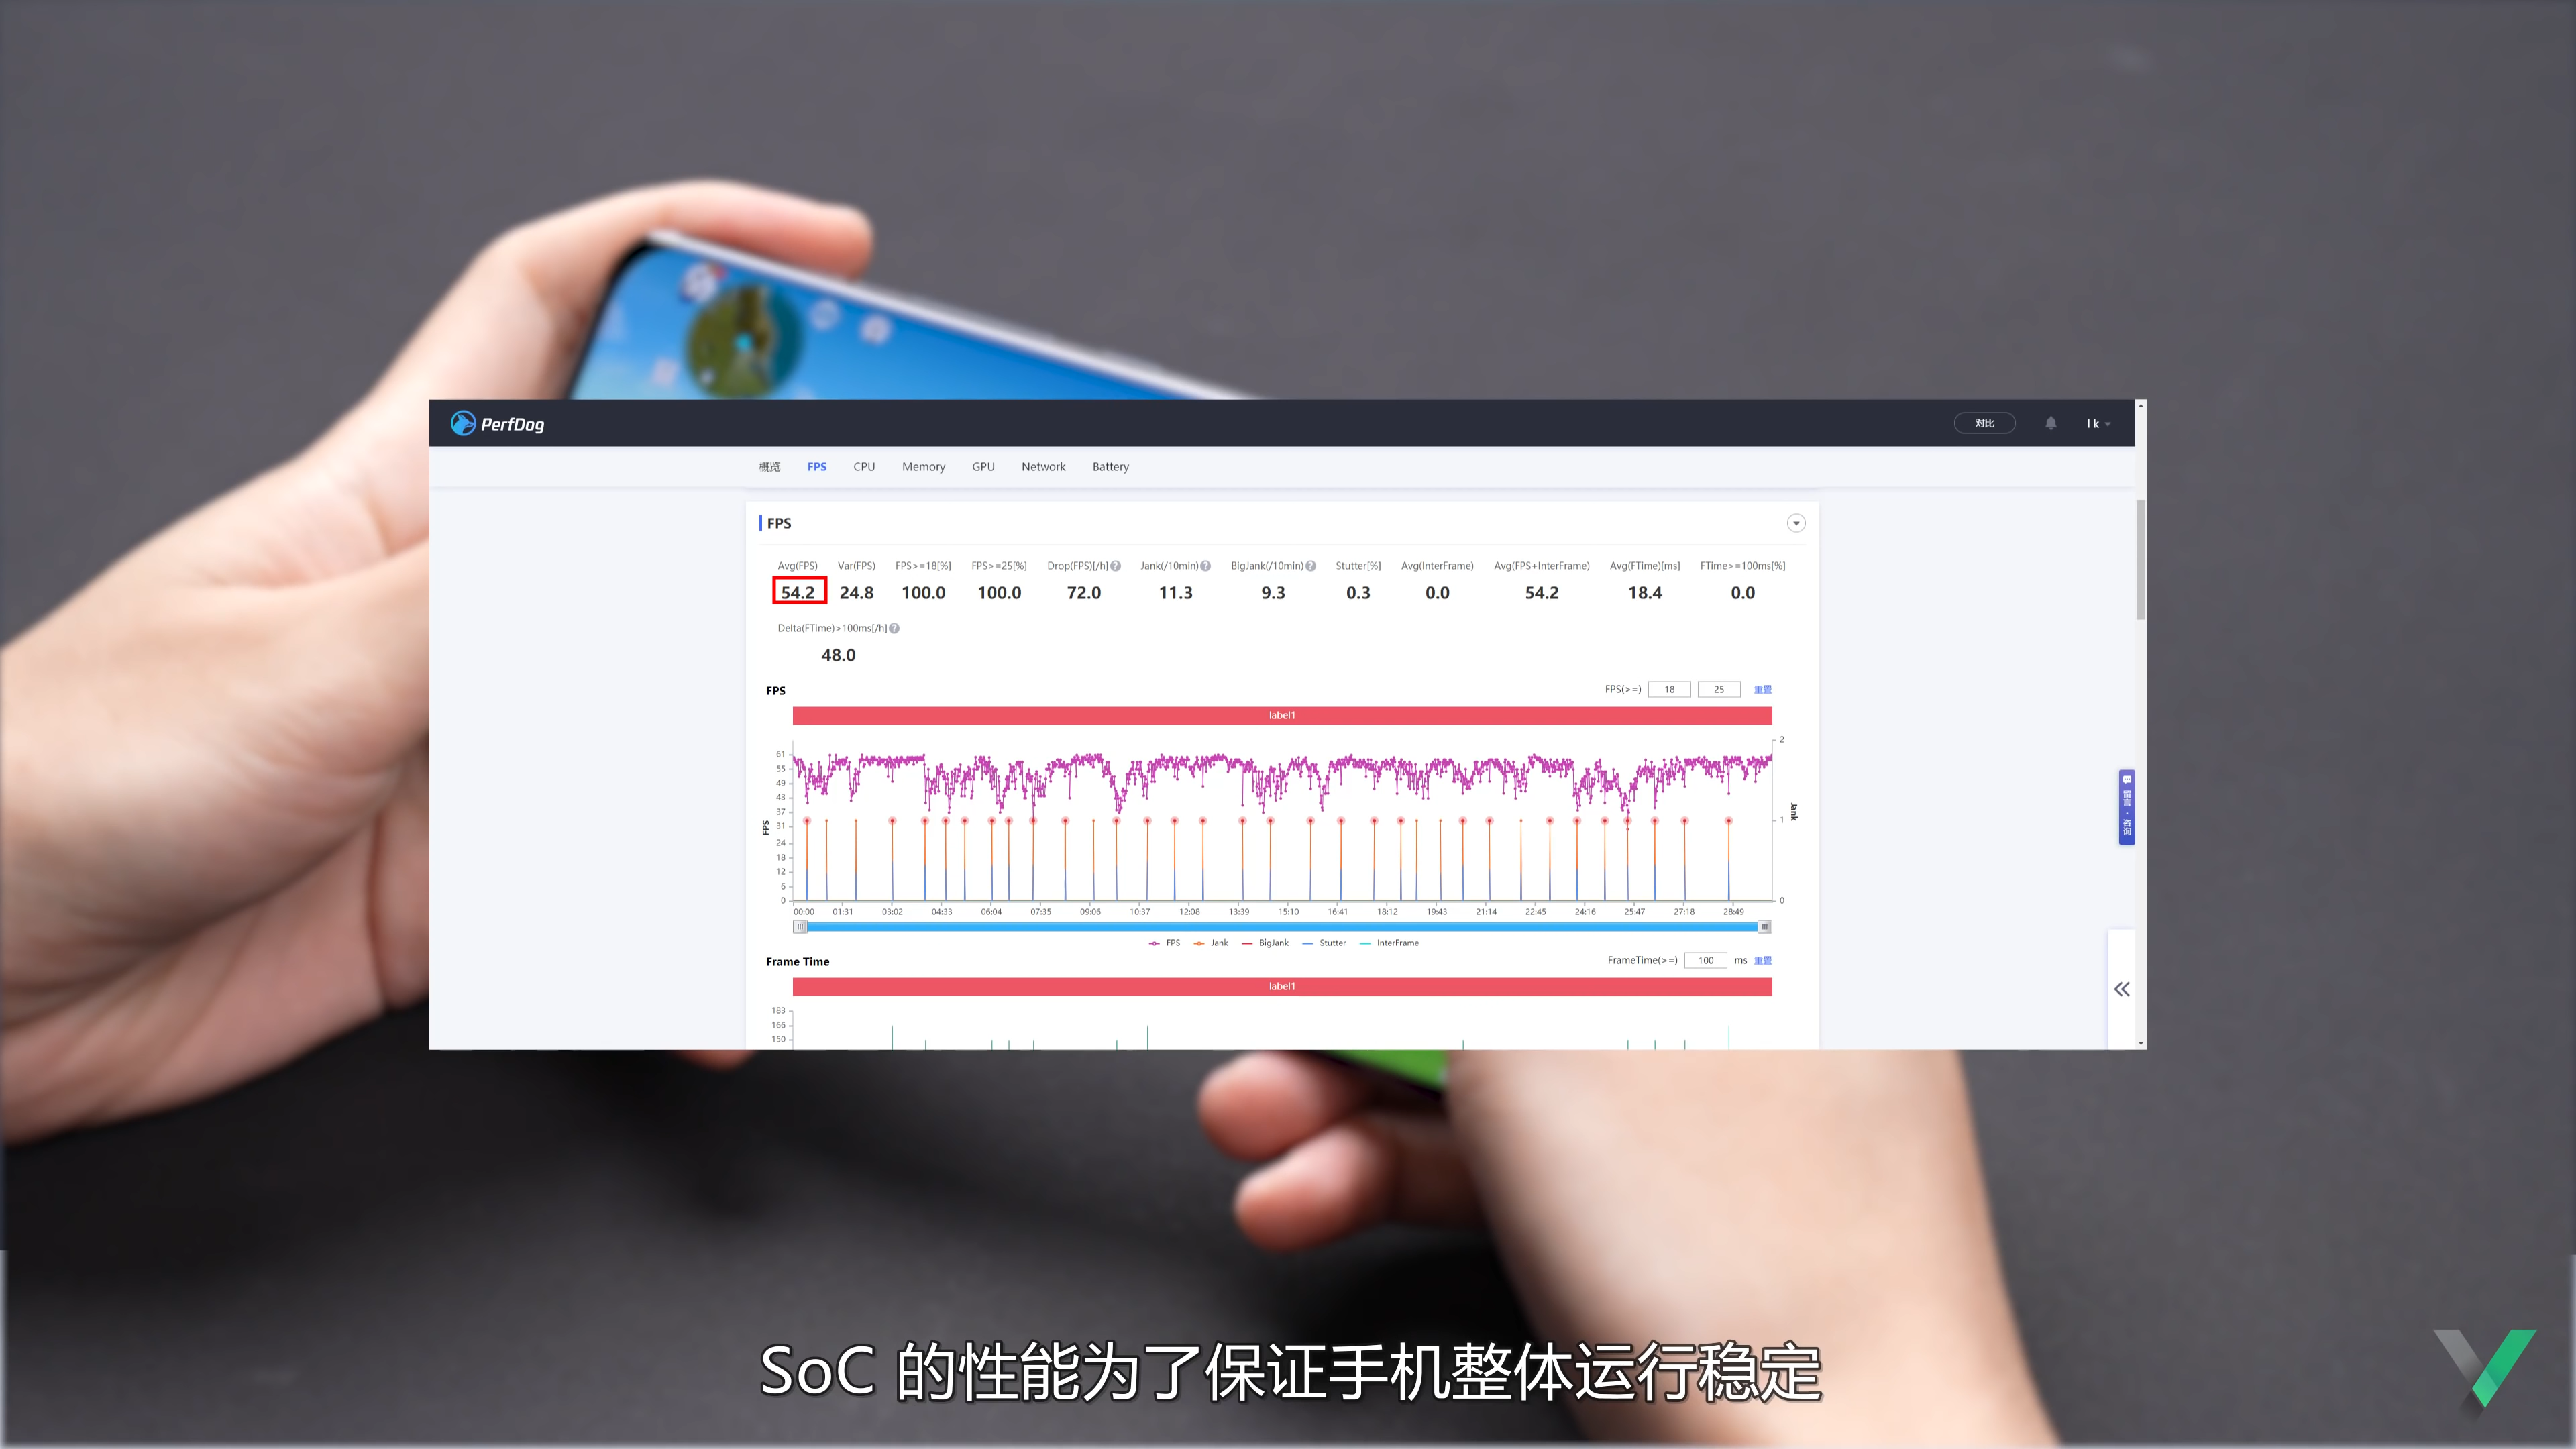 PerfDog
对比
l k
概览 FPS CPU Memory GPU Network Battery
FPS
Avg(FPS) Var(FPS) FPS>=18[%] FPS>=25[%] Drop(FPS)[/h] Jank(/10min) BigJank(/10min) Stutter[%] Avg(InterFrame) Avg(FPS+InterFrame) Avg(FTime)[ms] FTime>=100ms[%]
54.2 24.8 100.0 100.0 72.0 11.3 9.3 0.3 0.0 54.2 18.4 0.0
Delta(FTime)>100ms[/h]
48.0
FPS FPS(>=) 18 25 重置
label1
61 2
55
49
43
37
31 1
24
18
12
6
0 0
FPS
Jank
00:00 01:31 03:02 04:33 06:04 07:35 09:06 10:37 12:08 13:39 15:10 16:41 18:12 19:43 21:14 22:45 24:16 25:47 27:18 28:49
FPS Jank BigJank Stutter InterFrame
留言·咨询
Frame Time FrameTime(>=) 100 ms 重置
label1
183
166
150
SoC 的性能为了保证手机整体运行稳定